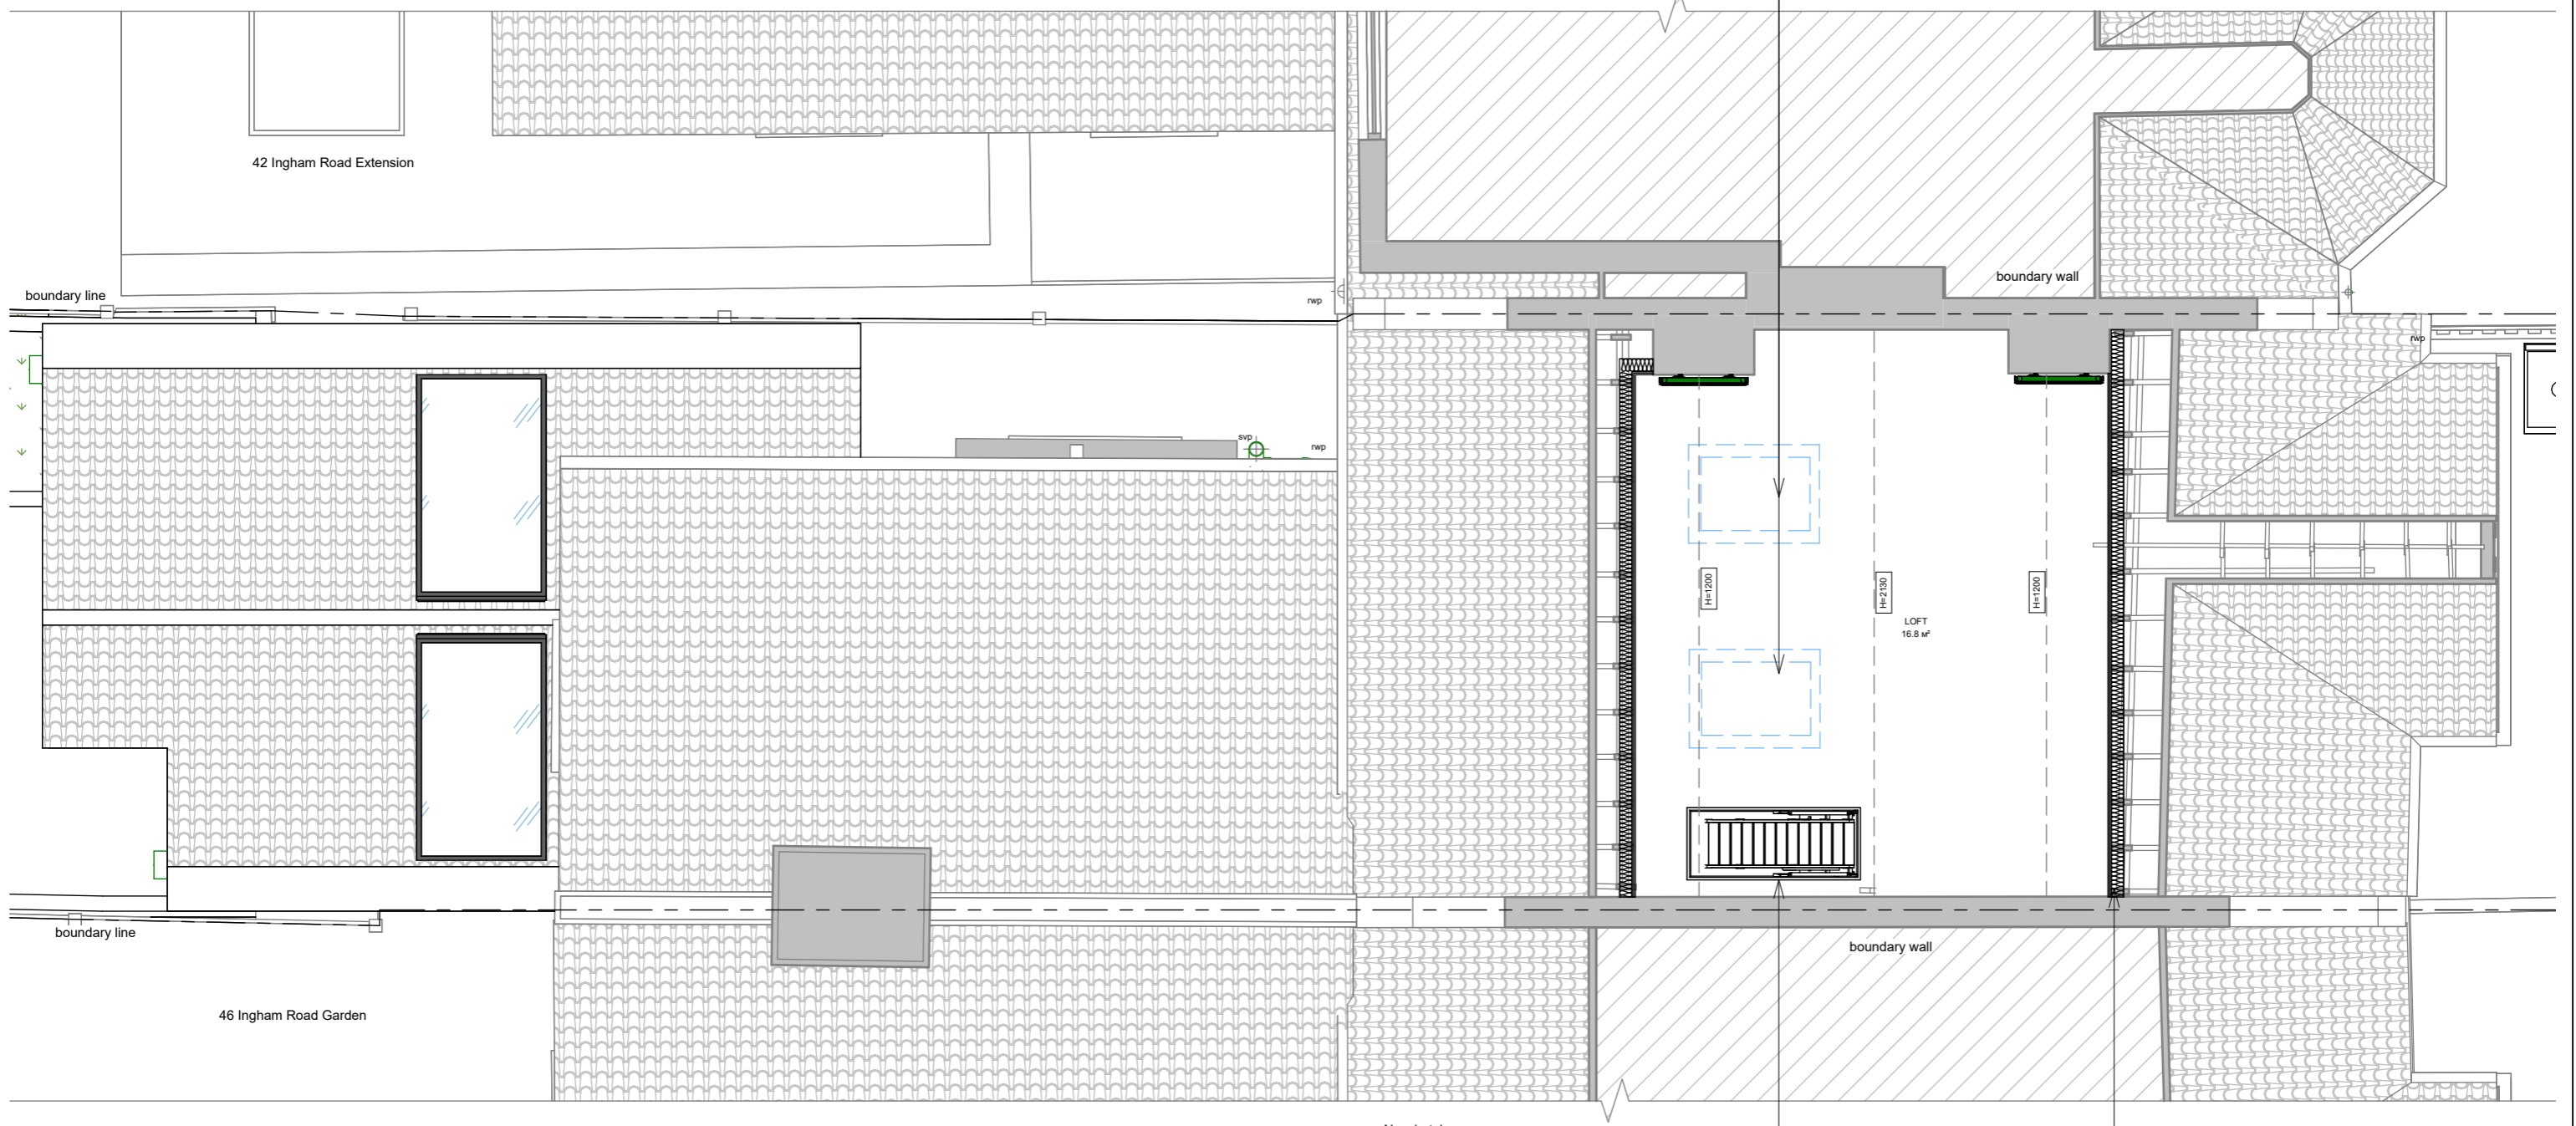 42 Ingham Road Extension
boundary line
rwp
boundary wall
rwp
svp
rwp
H=1200
H=2130
H=1200
LOFT
16.8 м²
boundary line
boundary wall
46 Ingham Road Garden